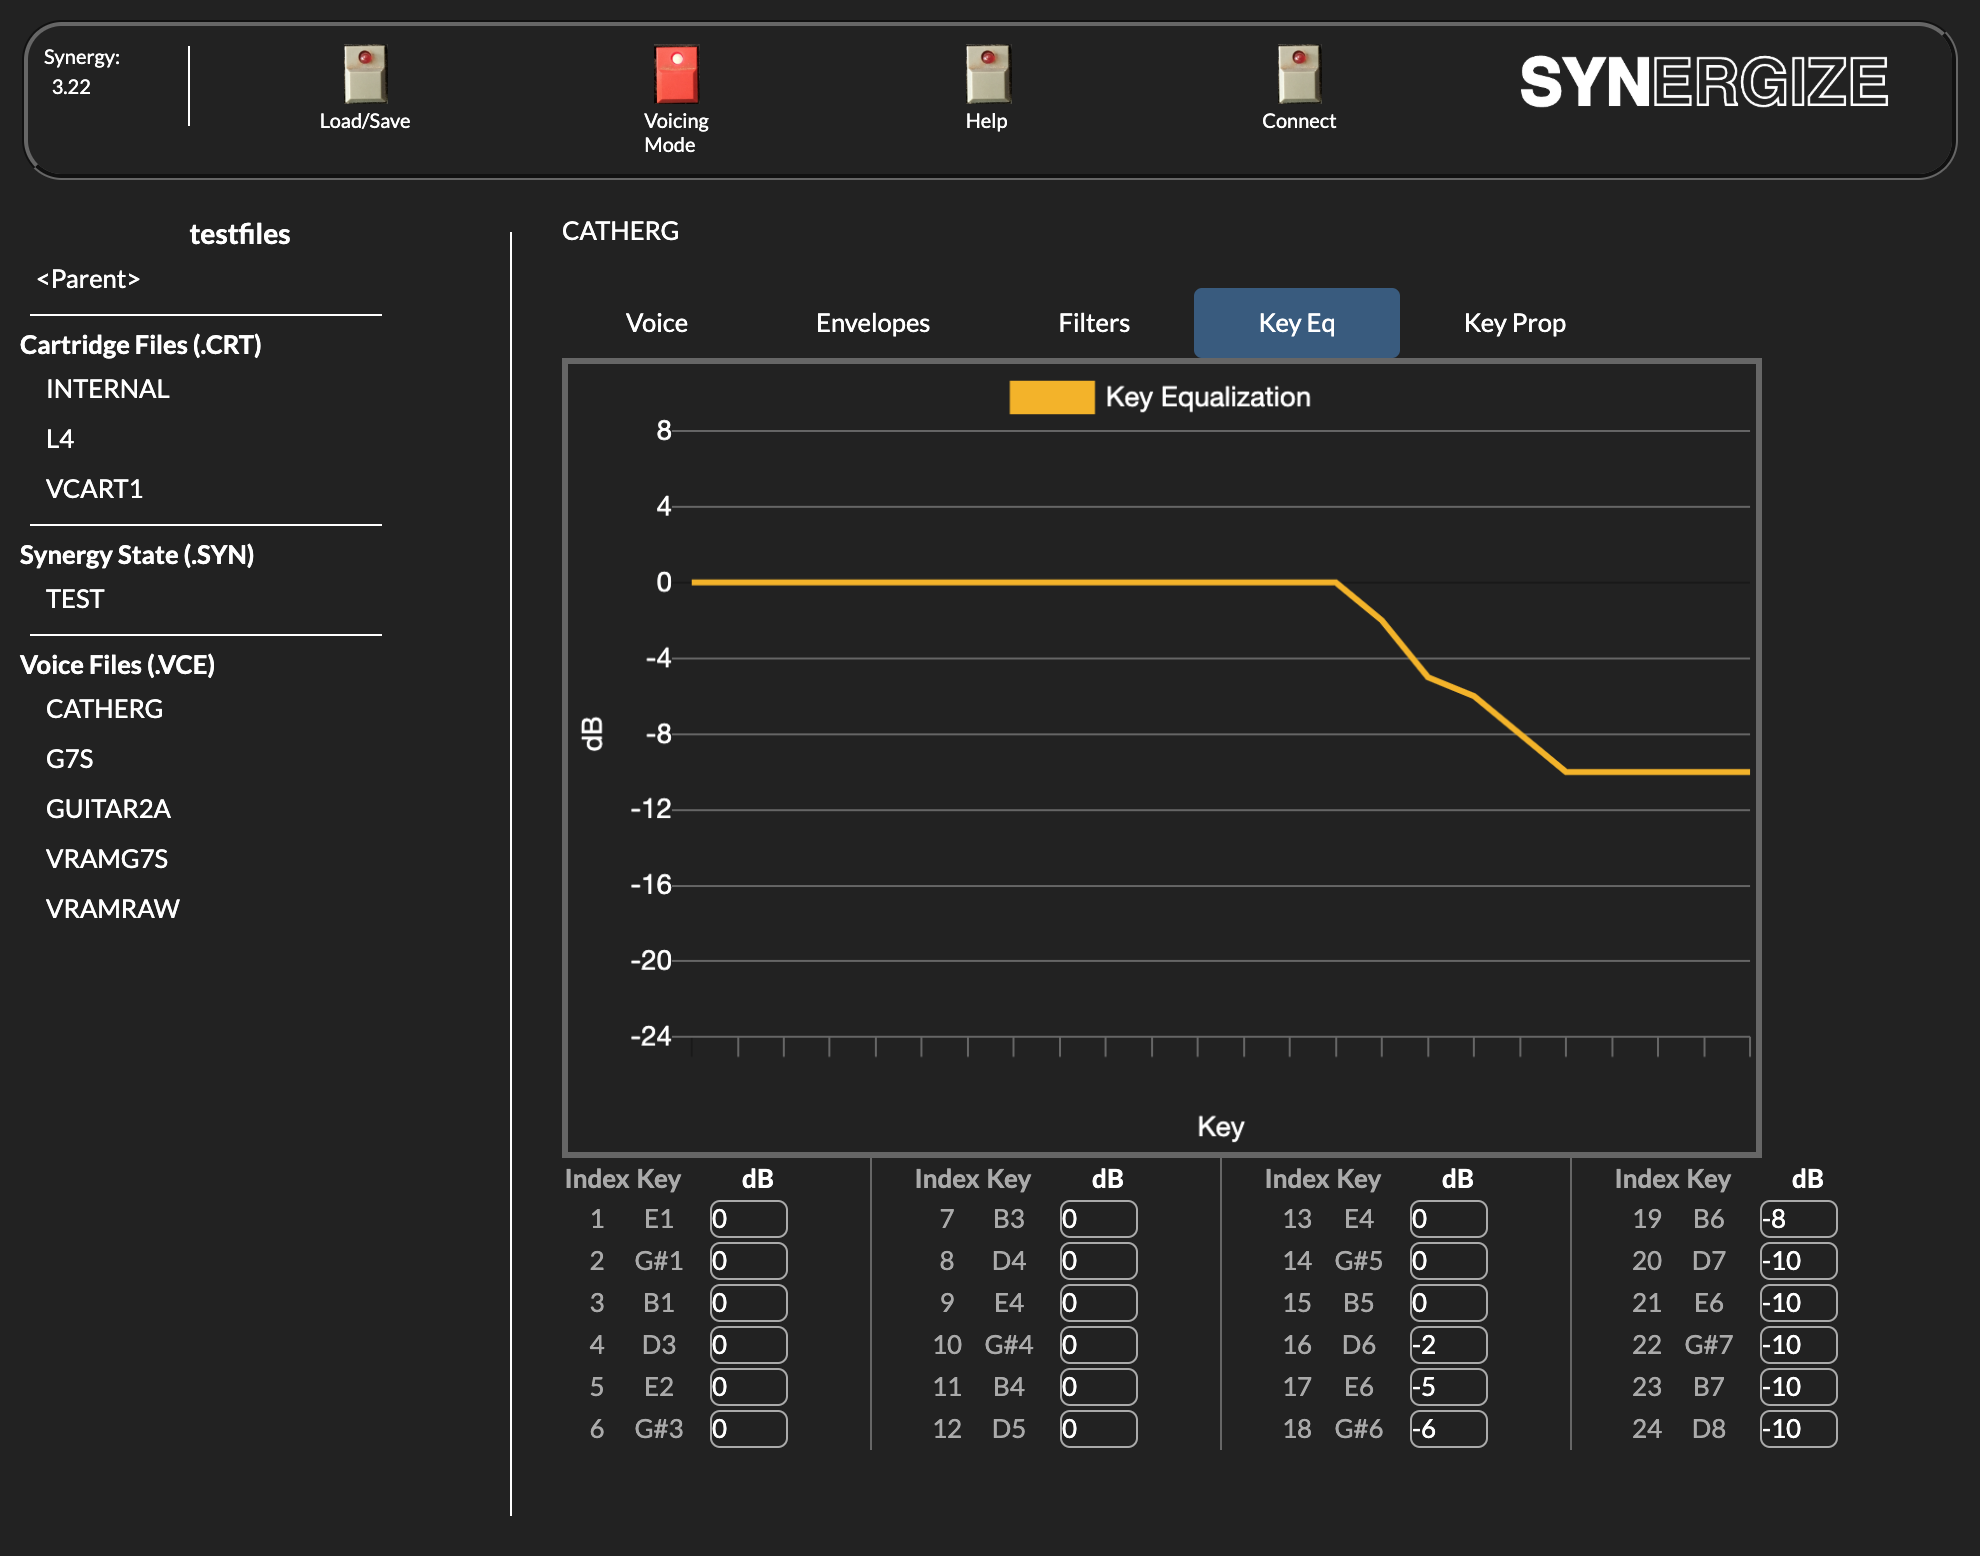 Synergy:
3.22
Load/Save
Voicing
Mode
Help
Connect
SYNERGIZE
testfiles
<Parent>
Cartridge Files (.CRT)
INTERNAL
L4
VCART1
Synergy State (.SYN)
TEST
Voice Files (.VCE)
CATHERG
G7S
GUITAR2A
VRAMG7S
VRAMRAW
CATHERG
Voice Envelopes Filters Key Eq Key Prop
Key Equalization
8
4
0
-4
-8
-12
-16
-20
-24
dB
Key
Index Key dB Index Key dB Index Key dB Index Key dB
1 E1 0 7 B3 0 13 E4 0 19 B6 -8
2 G#1 0 8 D4 0 14 G#5 0 20 D7 -10
3 B1 0 9 E4 0 15 B5 0 21 E6 -10
4 D3 0 10 G#4 0 16 D6 -2 22 G#7 -10
5 E2 0 11 B4 0 17 E6 -5 23 B7 -10
6 G#3 0 12 D5 0 18 G#6 -6 24 D8 -10